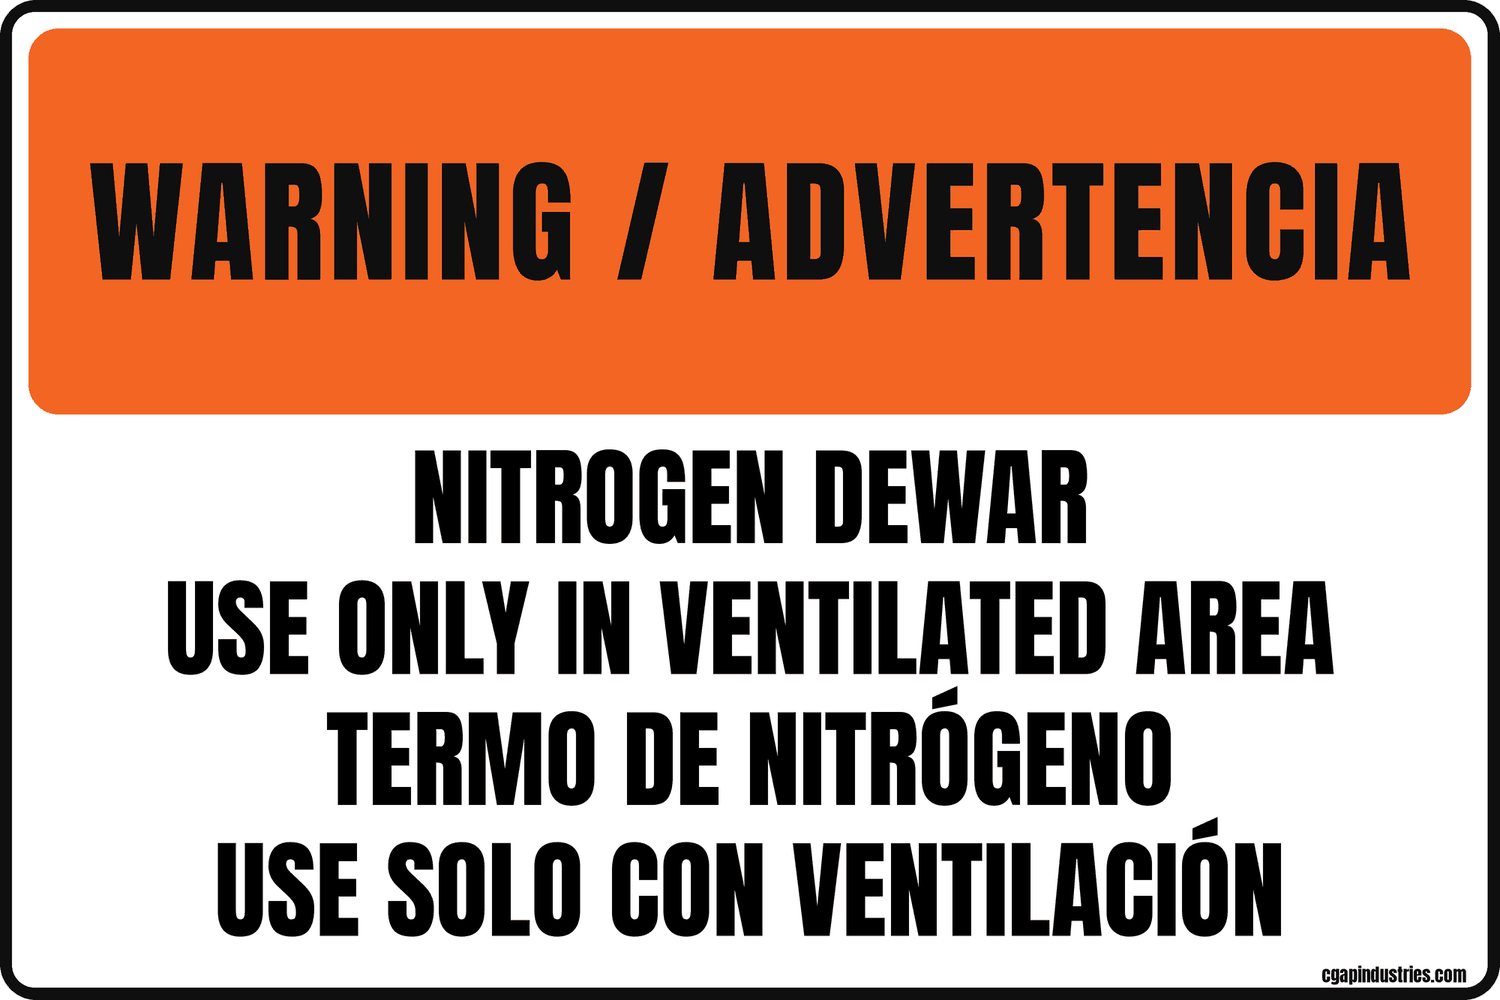 WARNING / ADVERTENCIA
NITROGEN DEWAR
USE ONLY IN VENTILATED AREA
TERMO DE NITRÓGENO
USE SOLO CON VENTILACIÓN
cgapindustries.com